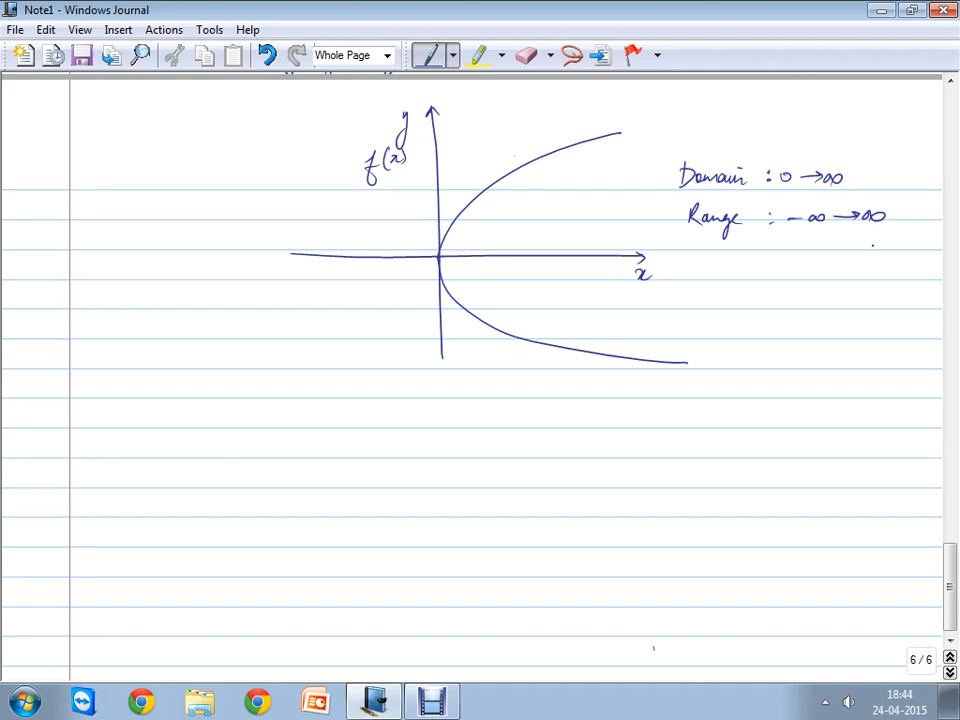 Note1 - Windows Journal
File Edit View Insert Actions Tools Help
Whole Page
y
f(x)
Domain : 0 → ∞
Range : - ∞ → ∞
x
6 / 6
18:44
24-04-2015